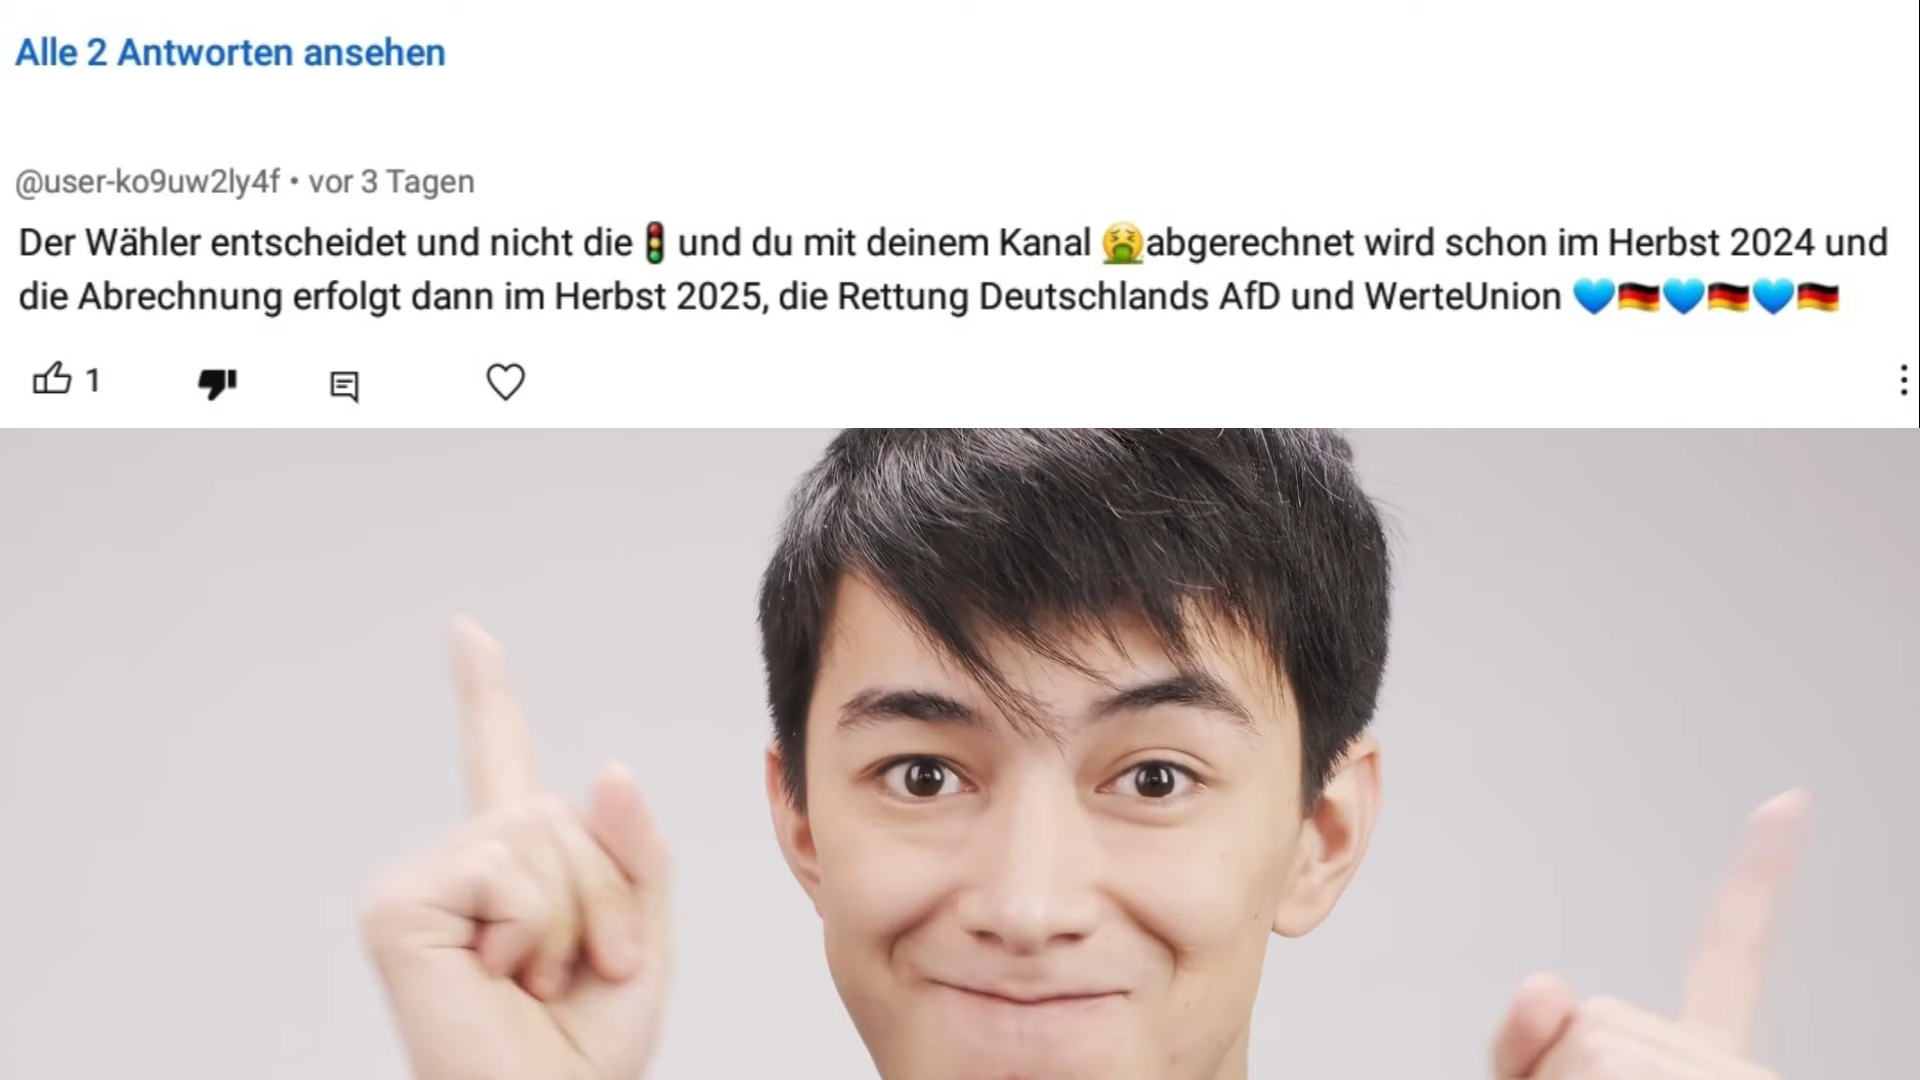 Alle 2 Antworten ansehen
@user-ko9uw2ly4f • vor 3 Tagen
Der Wähler entscheidet und nicht die🚦und du mit deinem Kanal 🤮abgerechnet wird schon im Herbst 2024 und
die Abrechnung erfolgt dann im Herbst 2025, die Rettung Deutschlands AfD und WerteUnion 💙🇩🇪💙🇩🇪💙🇩🇪
1